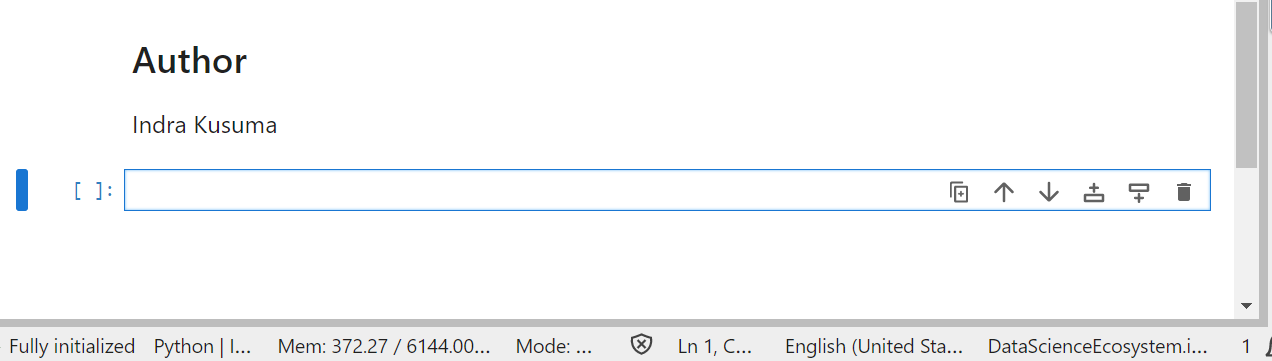 Author
Indra Kusuma
[ ]:
Fully initialized Python | I... Mem: 372.27 / 6144.00... Mode: ... Ln 1, C... English (United Sta... DataScienceEcosystem.i... 1